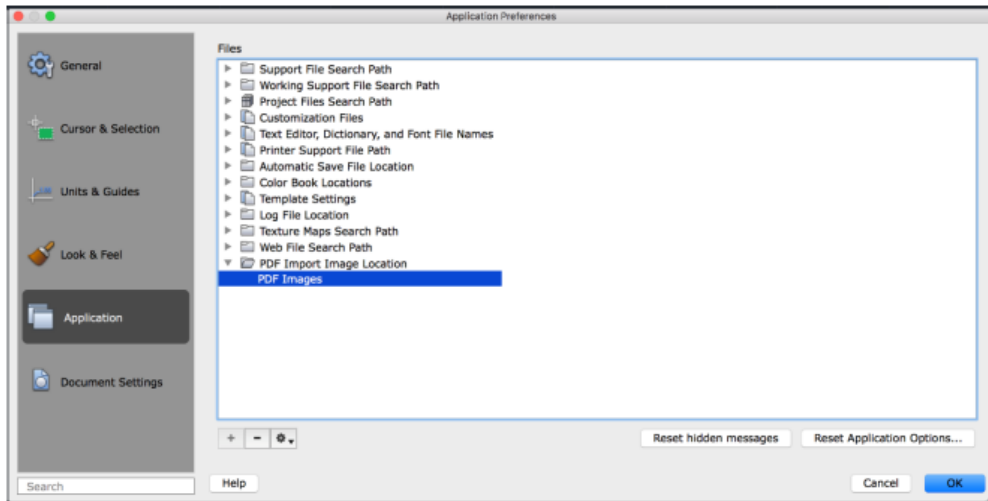 Application Preferences
General
Cursor & Selection
Units & Guides
Look & Feel
Application
Document Settings
Search
Files
Support File Search Path
Working Support File Search Path
Project Files Search Path
Customization Files
Text Editor, Dictionary, and Font File Names
Printer Support File Path
Automatic Save File Location
Color Book Locations
Template Settings
Log File Location
Texture Maps Search Path
Web File Search Path
PDF Import Image Location
PDF Images
+ -
Reset hidden messages
Reset Application Options...
Help
Cancel
OK